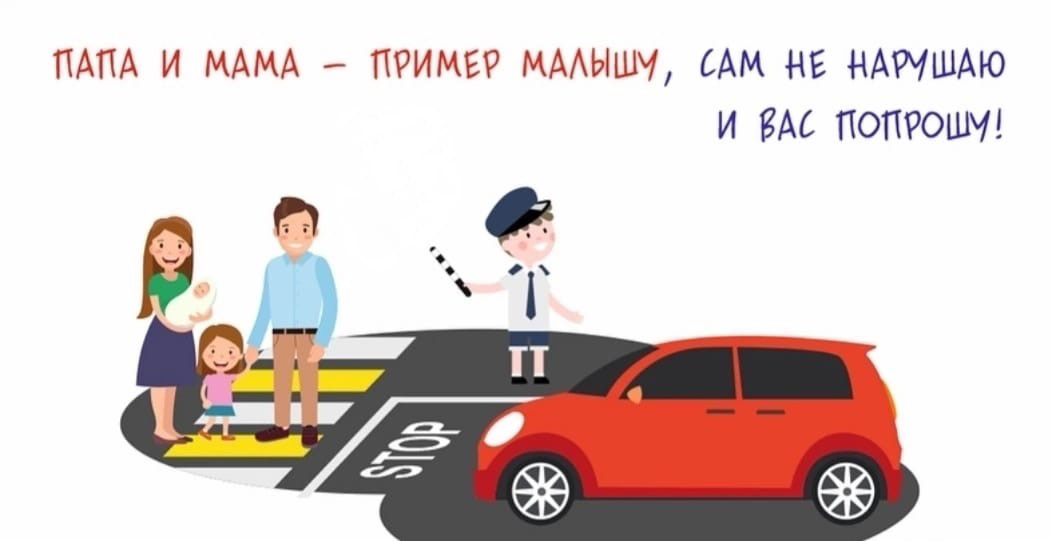 ПАПА И МАМА – ПРИМЕР МАЛЫШУ, САМ НЕ НАРУШАЮ
И ВАС ПОПРОШУ!
STOP